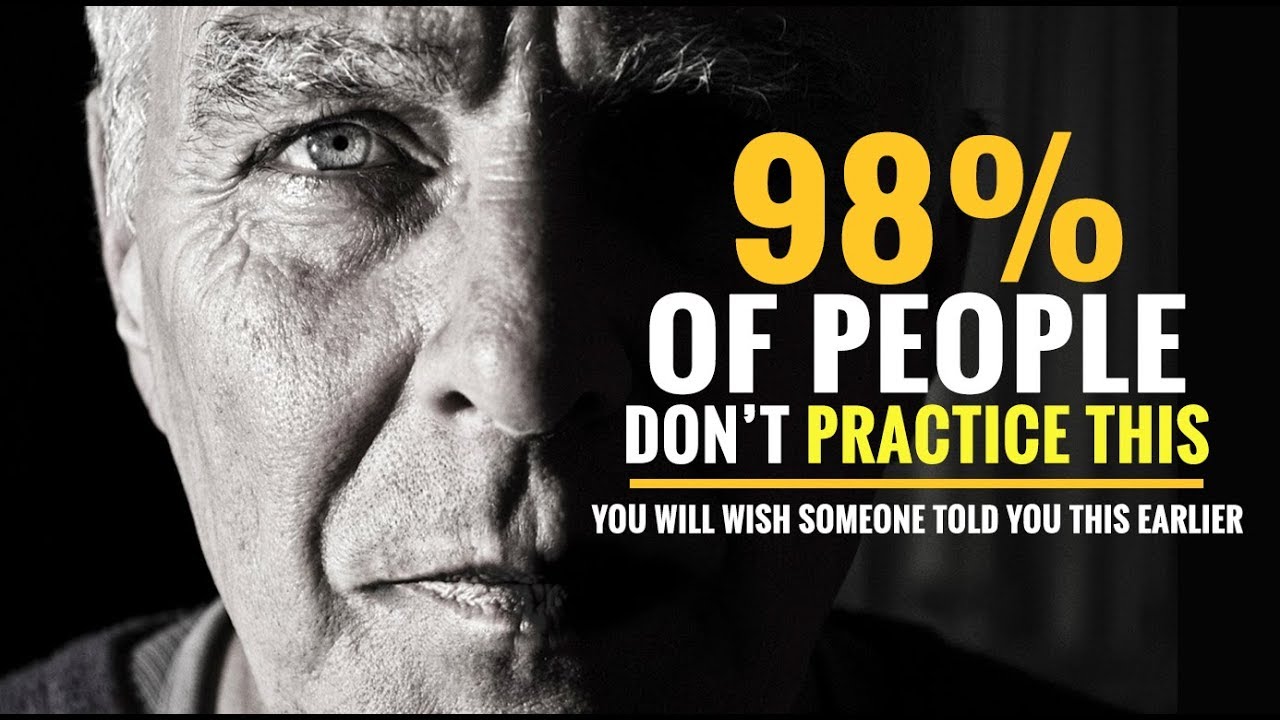 98%
OF PEOPLE
DON'T PRACTICE THIS
YOU WILL WISH SOMEONE TOLD YOU THIS EARLIER